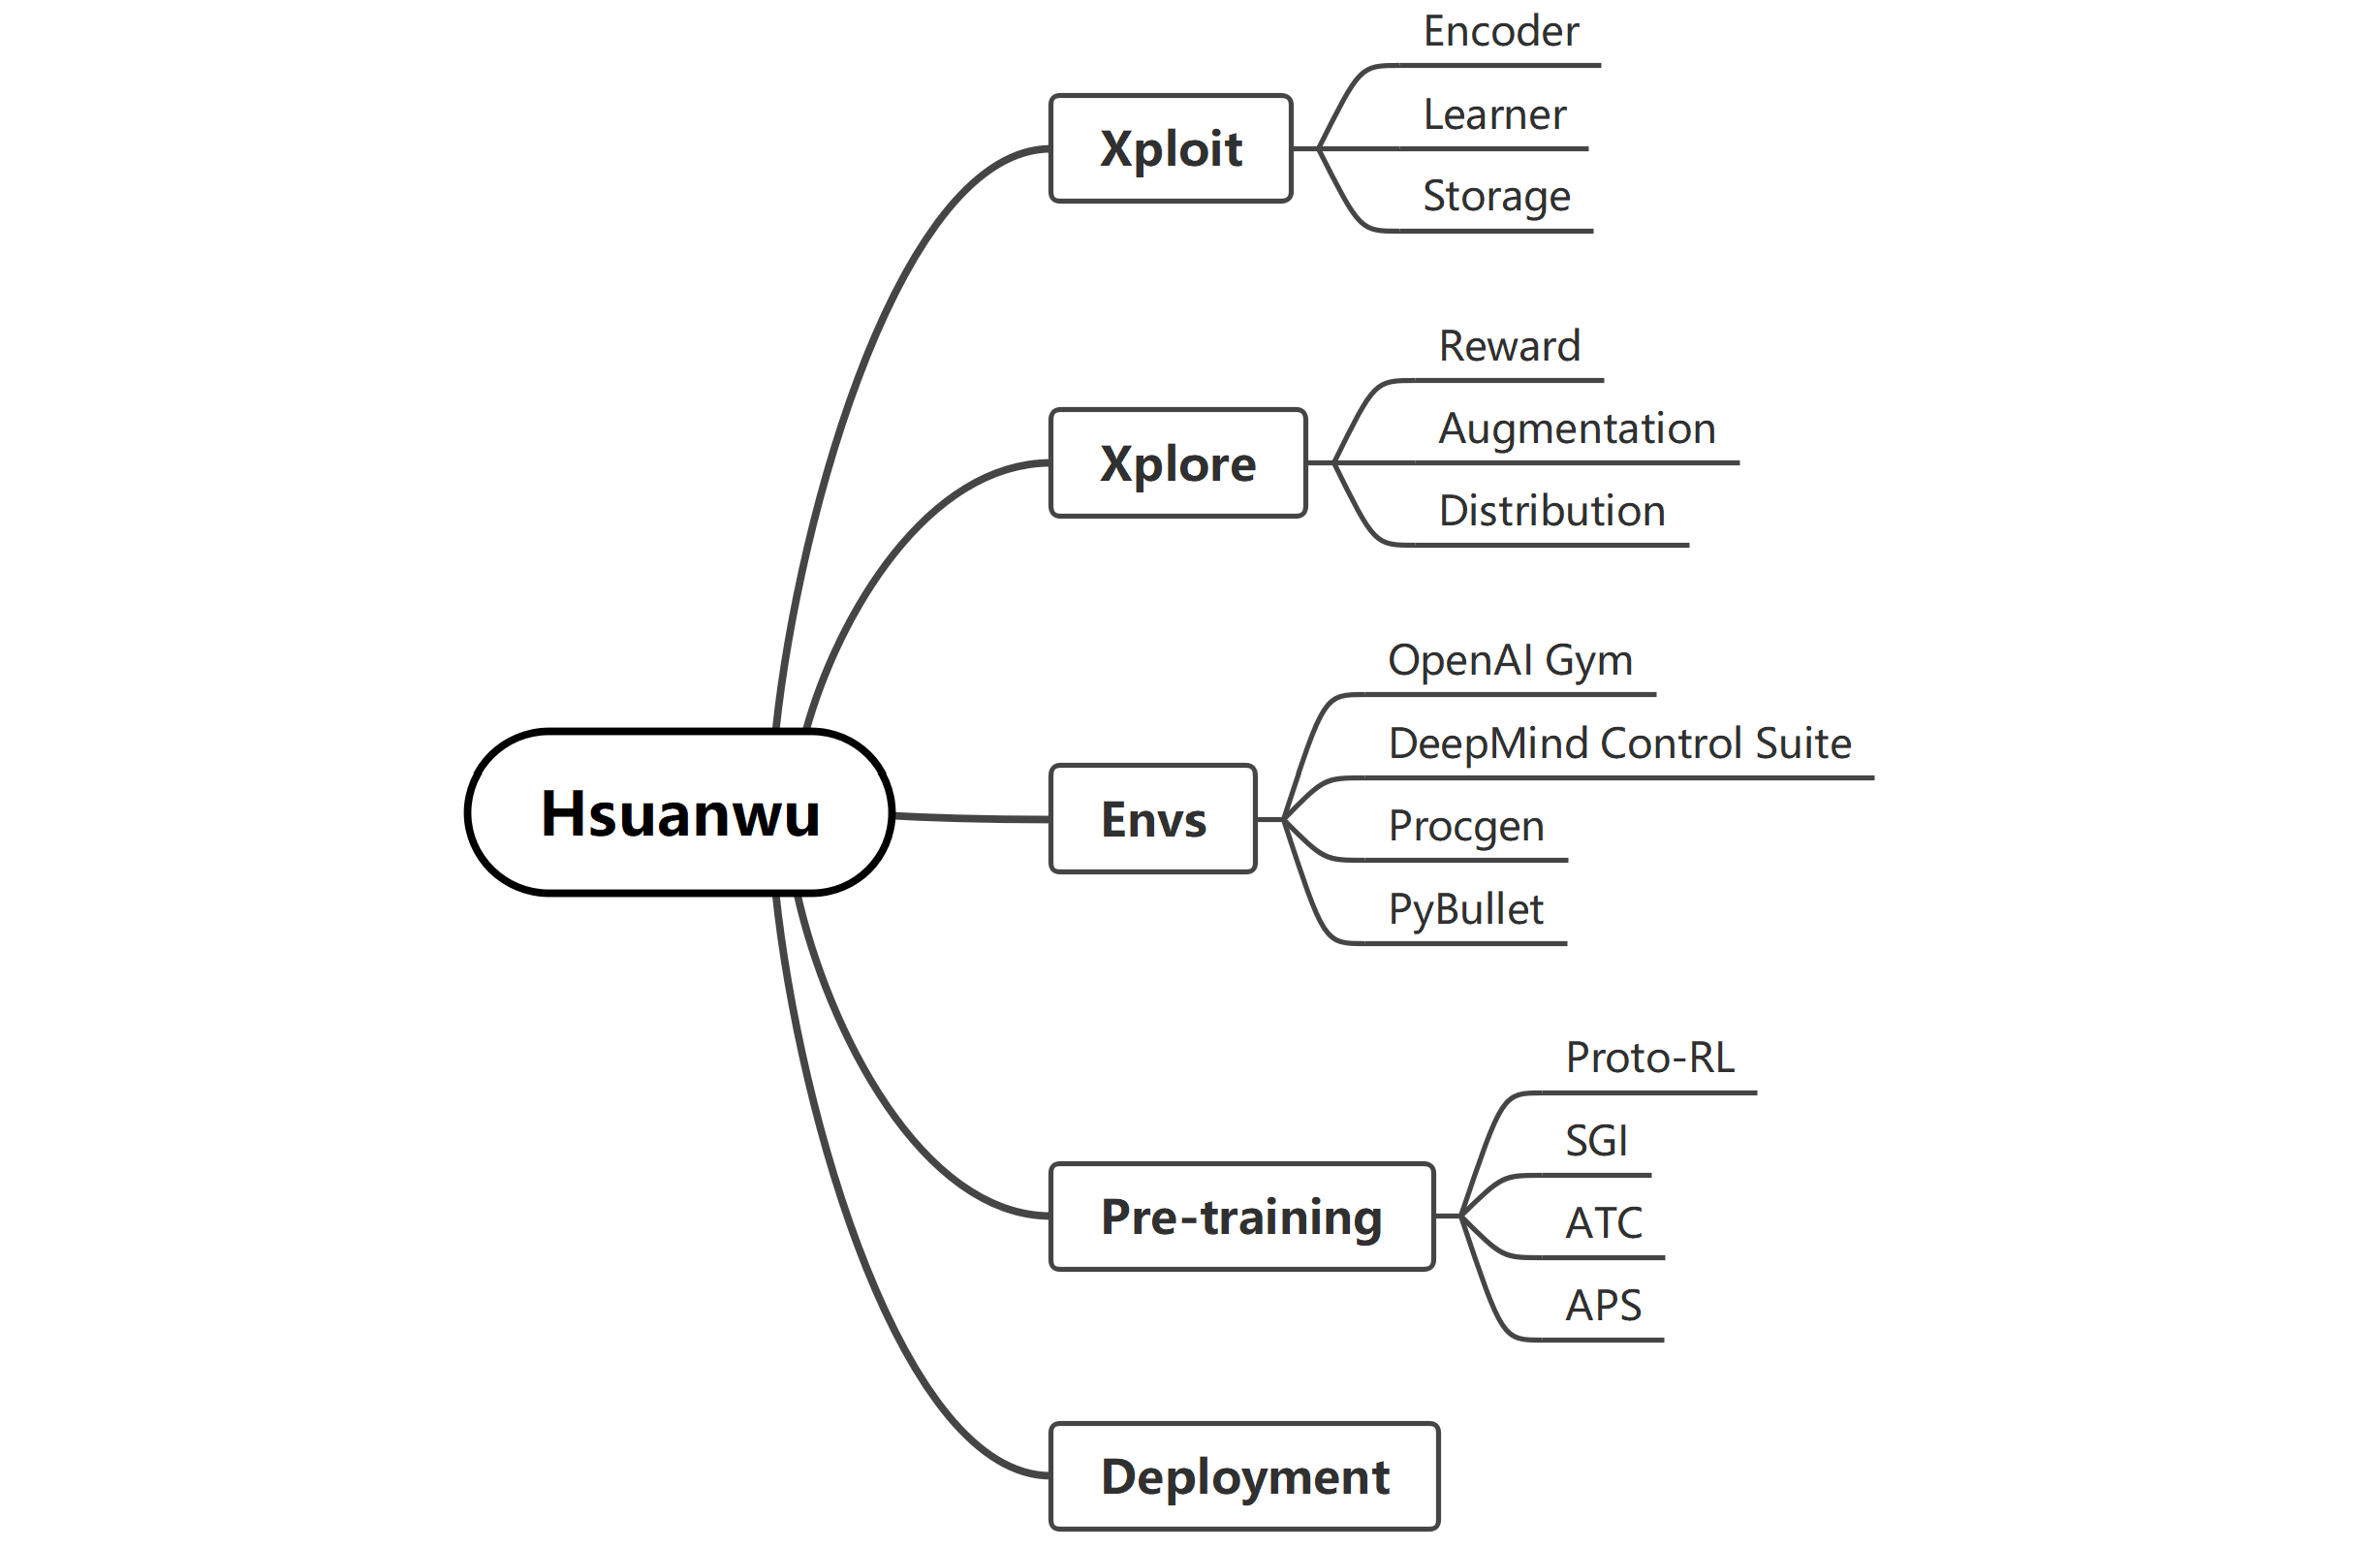 Hsuanwu
Xploit
Encoder
Learner
Storage
Xplore
Reward
Augmentation
Distribution
Envs
OpenAI Gym
DeepMind Control Suite
Procgen
PyBullet
Pre-training
Proto-RL
SGI
ATC
APS
Deployment